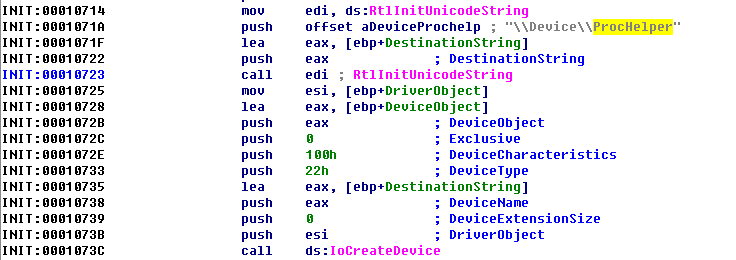 INIT:00010714 mov edi, ds:RtlInitUnicodeString
INIT:0001071A push offset aDeviceProchelp ; "\\Device\\ProcHelper"
INIT:0001071F lea eax, [ebp+DestinationString]
INIT:00010722 push eax ; DestinationString
INIT:00010723 call edi ; RtlInitUnicodeString
INIT:00010725 mov esi, [ebp+DriverObject]
INIT:00010728 lea eax, [ebp+DeviceObject]
INIT:0001072B push eax ; DeviceObject
INIT:0001072C push 0 ; Exclusive
INIT:0001072E push 100h ; DeviceCharacteristics
INIT:00010733 push 22h ; DeviceType
INIT:00010735 lea eax, [ebp+DestinationString]
INIT:00010738 push eax ; DeviceName
INIT:00010739 push 0 ; DeviceExtensionSize
INIT:0001073B push esi ; DriverObject
INIT:0001073C call ds:IoCreateDevice